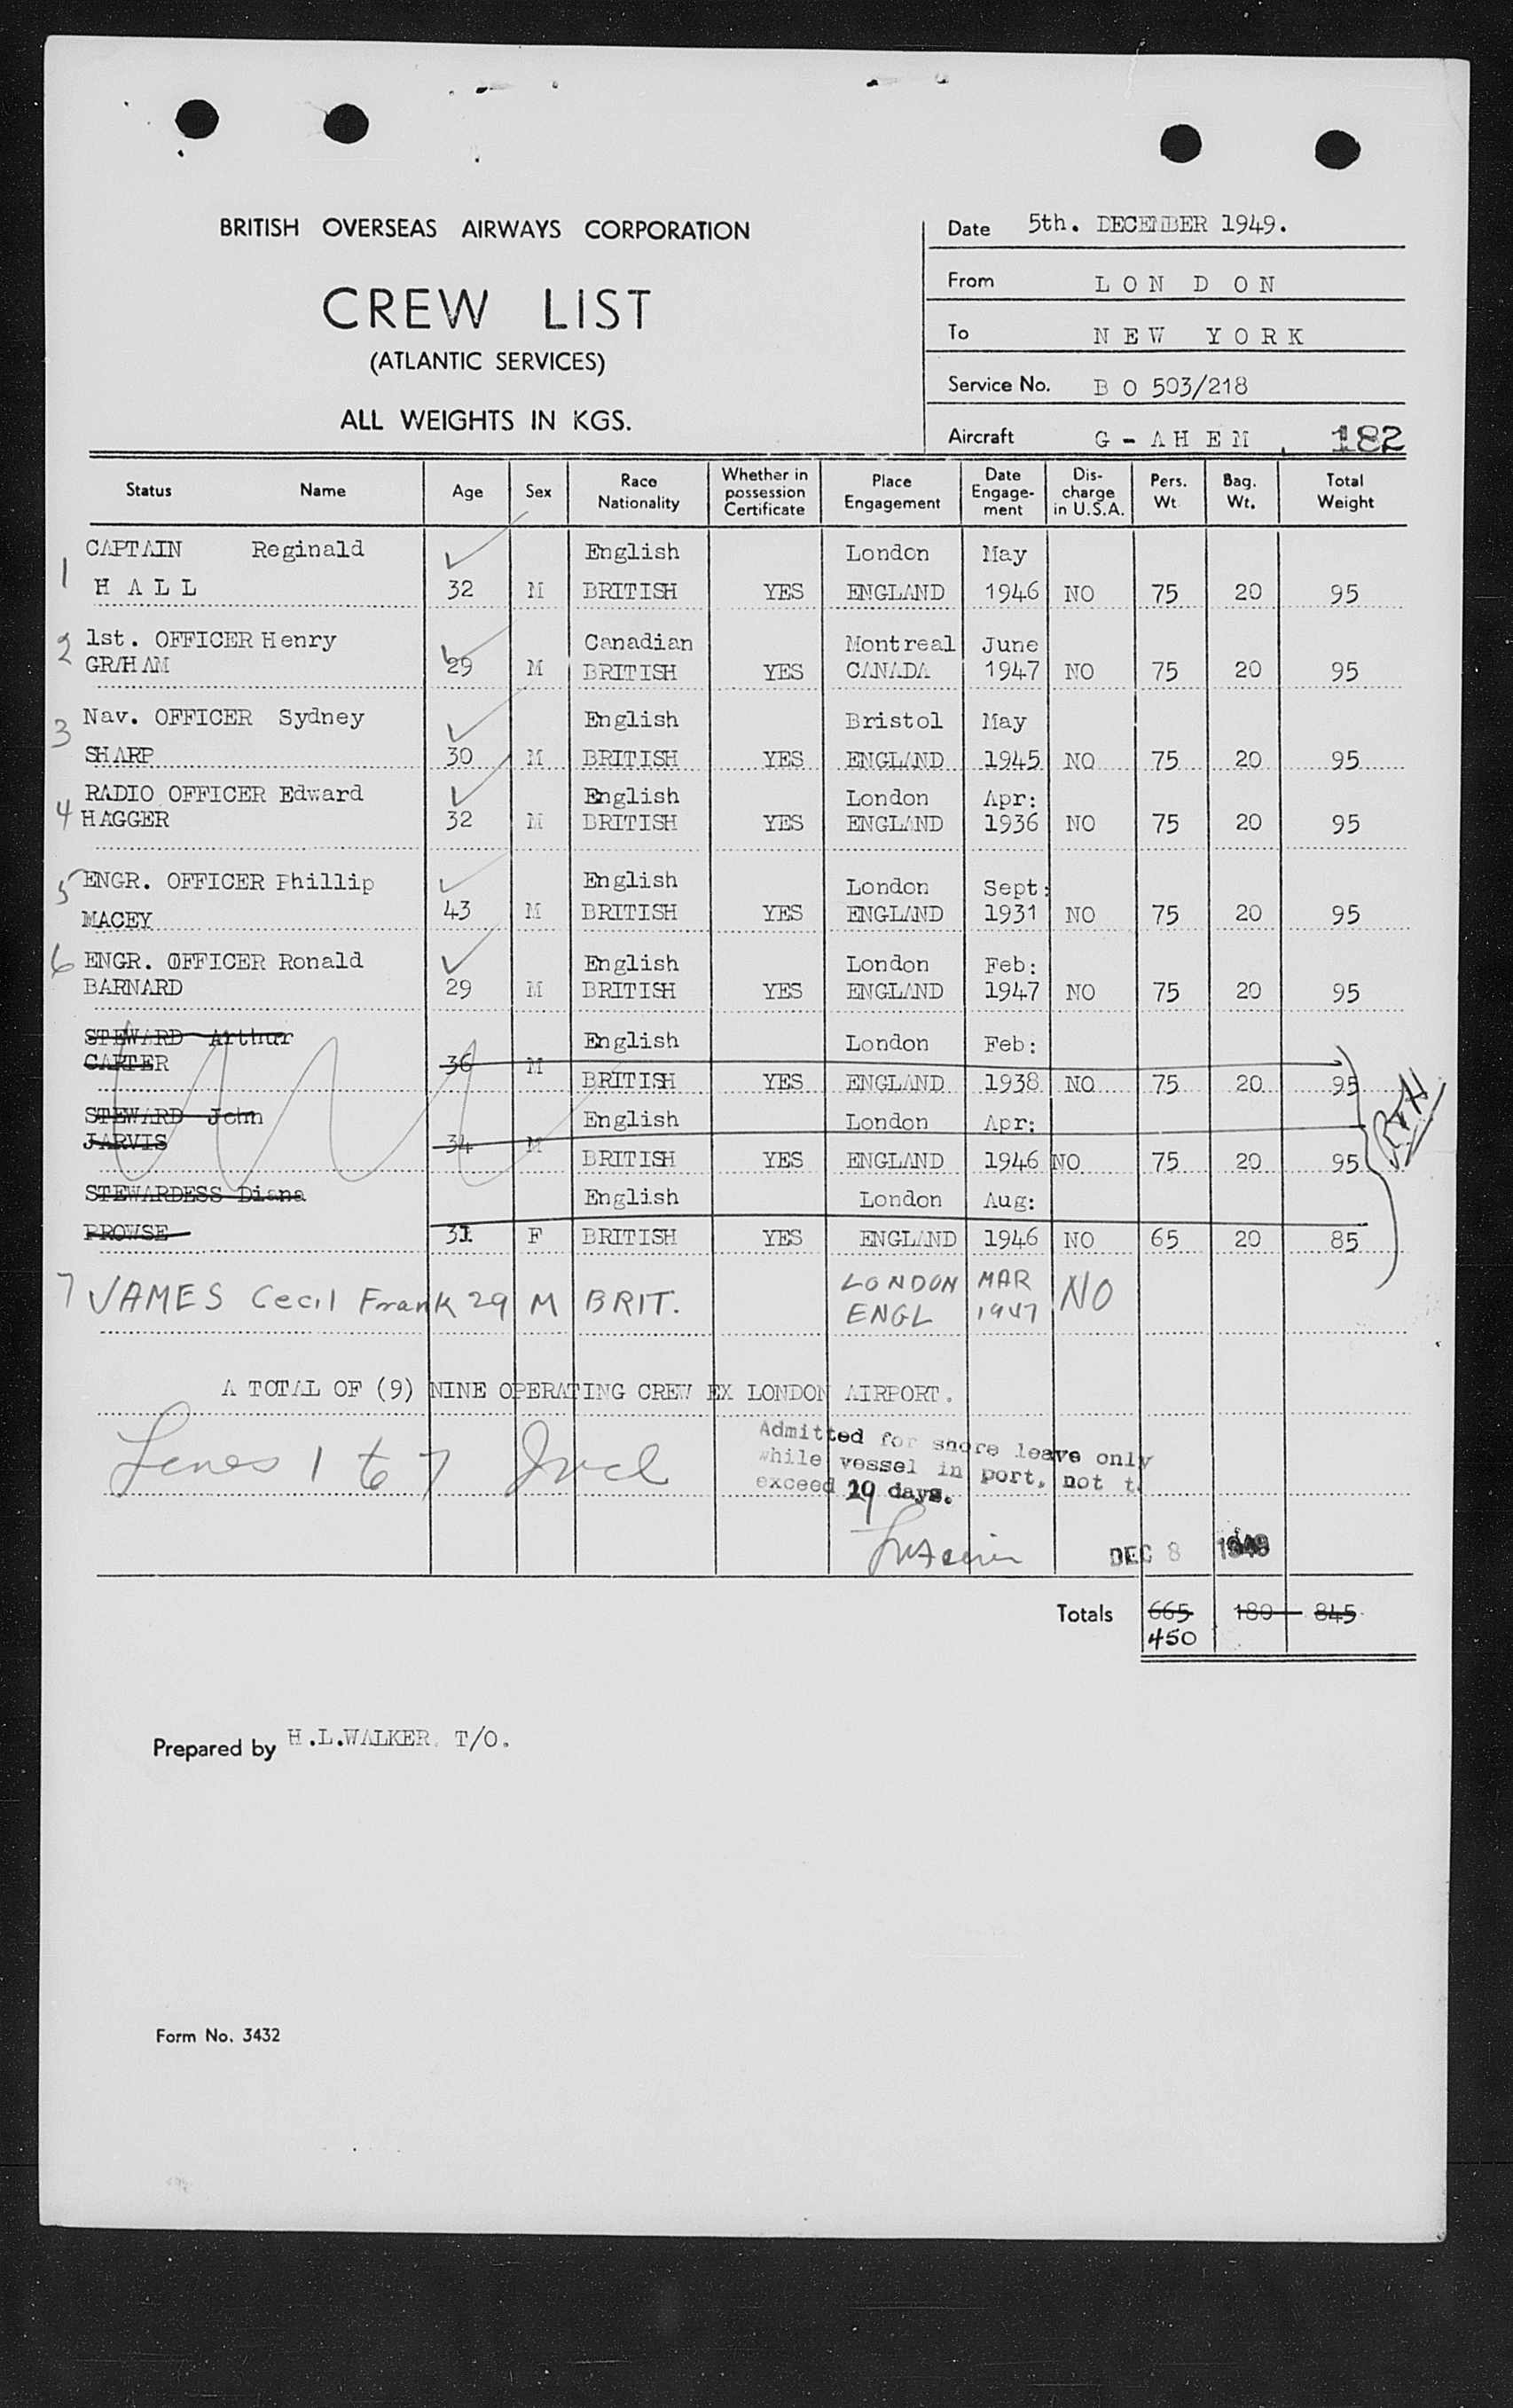 BRITISH OVERSEAS AIRWAYS CORPORATION
CREW LIST
(ATLANTIC SERVICES)
ALL WEIGHTS IN KGS.
Date 5th. DECEMBER 1949.
From L O N D O N
To N E W Y O R K
Service No. B O 503/218
Aircraft G - A H E M . 182
Status Name Age Sex Race Nationality Whether in possession Certificate Place Engagement Date Engage-ment Dis-charge in U.S.A. Pers. Wt. Bag. Wt. Total Weight
1 CAPTAIN Reginald English London May
H A L L 32 M BRITISH YES ENGLAND 1946 NO 75 20 95
2 1st. OFFICER Henry Canadian Montreal June
GRAHAM 29 M BRITISH YES CANADA 1947 NO 75 20 95
3 Nav. OFFICER Sydney English Bristol May
SHARP 30 M BRITISH YES ENGLAND 1945 NO 75 20 95
4 RADIO OFFICER Edward English London Apr:
HAGGER 32 M BRITISH YES ENGLAND 1936 NO 75 20 95
5 ENGR. OFFICER Phillip English London Sept:
MACEY 43 M BRITISH YES ENGLAND 1931 NO 75 20 95
6 ENGR. OFFICER Ronald English London Feb:
BARNARD 29 M BRITISH YES ENGLAND 1947 NO 75 20 95
STEWARD Arthur English London Feb:
CARTER 36 M BRITISH YES ENGLAND 1938 NO 75 20 95
STEWARD John English London Apr:
JARVIS 34 M BRITISH YES ENGLAND 1946 NO 75 20 95
STEWARDESS Diana English London Aug:
PROWSE 31 F BRITISH YES ENGLAND 1946 NO 65 20 85
7 JAMES Cecil Frank 29 M BRIT. LONDON ENGL MAR 1947 NO
A TOTAL OF (9) NINE OPERATING CREW EX LONDON AIRPORT.
Lines 1 to 7 Incl
Admitted for shore leave only
while vessel in port, not t
exceed 29 days.
DEC 8 1949
Totals 665 180 845
450
Prepared by H.L.WALKER. T/O.
Form No. 3432